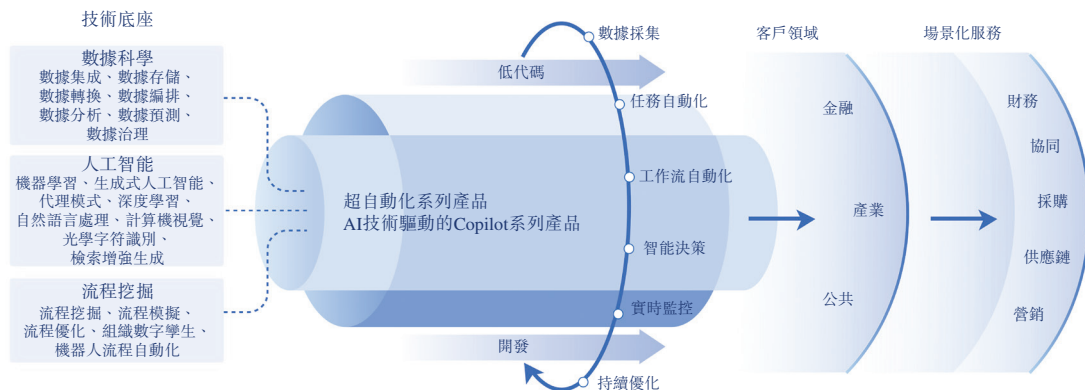 技術底座
數據科學
數據集成、數據存儲、
數據轉換、數據編排、
數據分析、數據預測、
數據治理
人工智能
機器學習、生成式人工智能、
代理模式、深度學習、
自然語言處理、計算機視覺、
光學字符識別、
檢索增強生成
流程挖掘
流程挖掘、流程模擬、
流程優化、組織數字孿生、
機器人流程自動化
低代碼
超自動化系列產品
AI技術驅動的Copilot系列產品
開發
數據採集
任務自動化
工作流自動化
智能決策
實時監控
持續優化
客戶領域
金融
產業
公共
場景化服務
財務
協同
採購
供應鏈
營銷